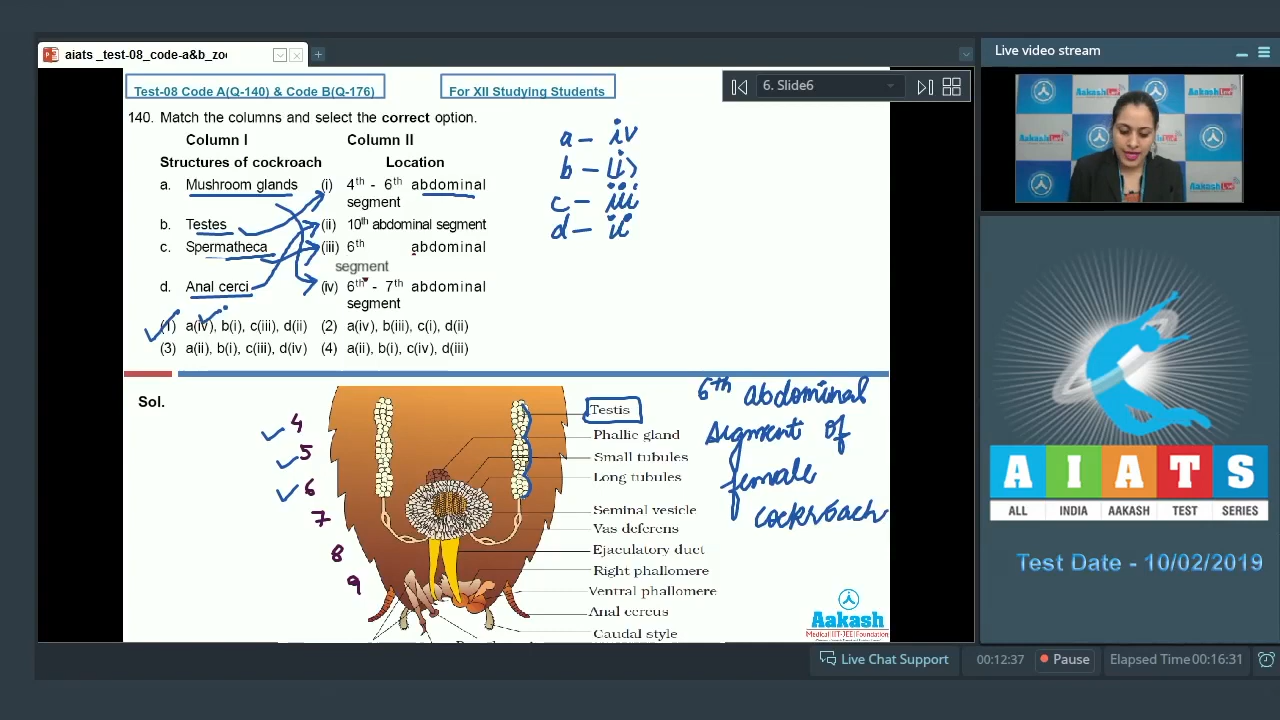 aiats _test-08_code-a&b_zo
Test-08 Code A(Q-140) & Code B(Q-176)
For XII Studying Students
6. Slide6
140. Match the columns and select the correct option.
Column I Column II
Structures of cockroach Location
a. Mushroom glands (i) 4th - 6th abdominal
segment
b. Testes (ii) 10th abdominal segment
c. Spermatheca (iii) 6th abdominal
segment
d. Anal cerci (iv) 6th - 7th abdominal
segment
(1) a(iv), b(i), c(iii), d(ii) (2) a(iv), b(iii), c(i), d(ii)
(3) a(ii), b(i), c(iii), d(iv) (4) a(ii), b(i), c(iv), d(iii)
a - iv
b - (i)
c - iii
d - ii
Sol.
4
5
6
7
8
9
Testis
Phallic gland
Small tubules
Long tubules
Seminal vesicle
Vas deferens
Ejaculatory duct
Right phallomere
Ventral phallomere
Anal cercus
Caudal style
6th abdominal
segment of
female
cockroach
Aakash
Medical|IIT-JEE|Foundation
Live video stream
Aakash
AIATS
ALL INDIA AAKASH TEST SERIES
Test Date - 10/02/2019
Live Chat Support
00:12:37
Pause
Elapsed Time 00:16:31